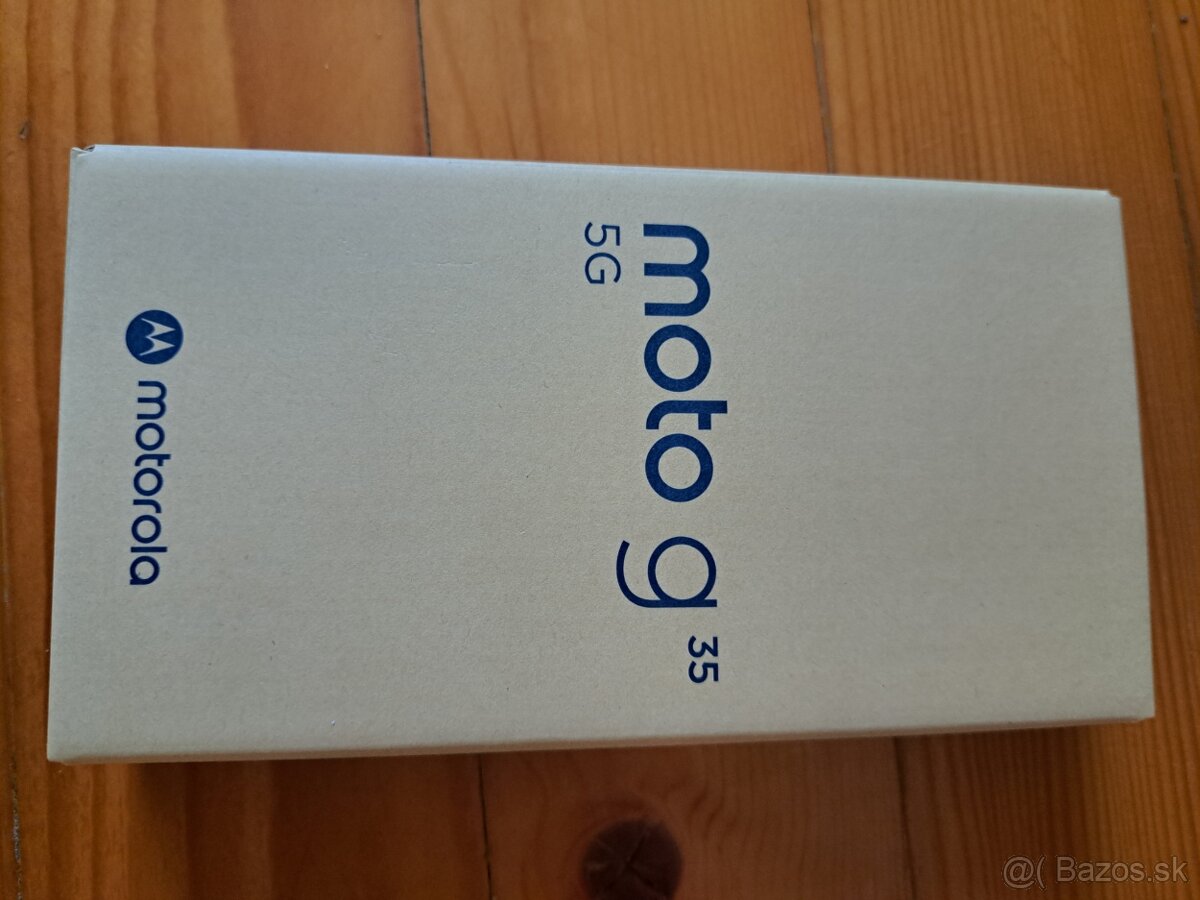 moto g 35
5G
motorola
@( Bazos.sk